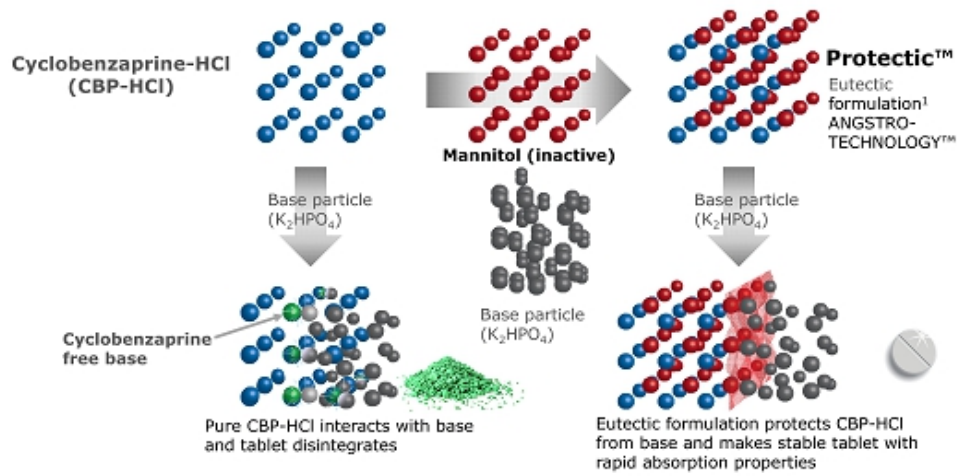 Cyclobenzaprine-HCl
(CBP-HCl)
Mannitol (inactive)
Protectic™
Eutectic
formulation¹
ANGSTRO-
TECHNOLOGY™
Base particle
(K₂HPO₄)
Base particle
(K₂HPO₄)
Base particle
(K₂HPO₄)
Cyclobenzaprine
free base
Pure CBP-HCl interacts with base
and tablet disintegrates
Eutectic formulation protects CBP-HCl
from base and makes stable tablet with
rapid absorption properties